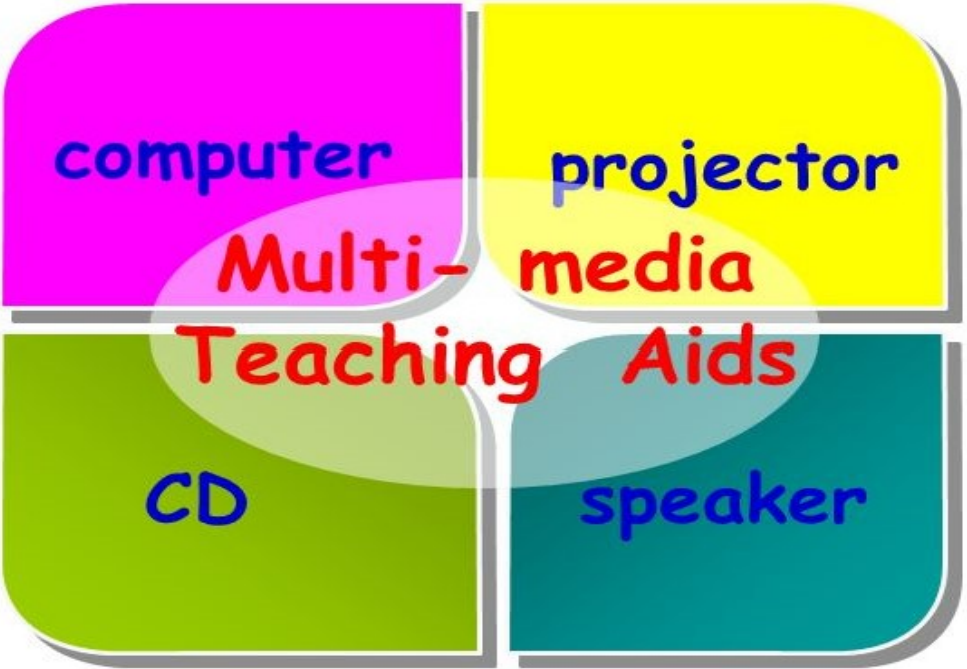 computer
projector
Multi- media
Teaching Aids
CD
speaker